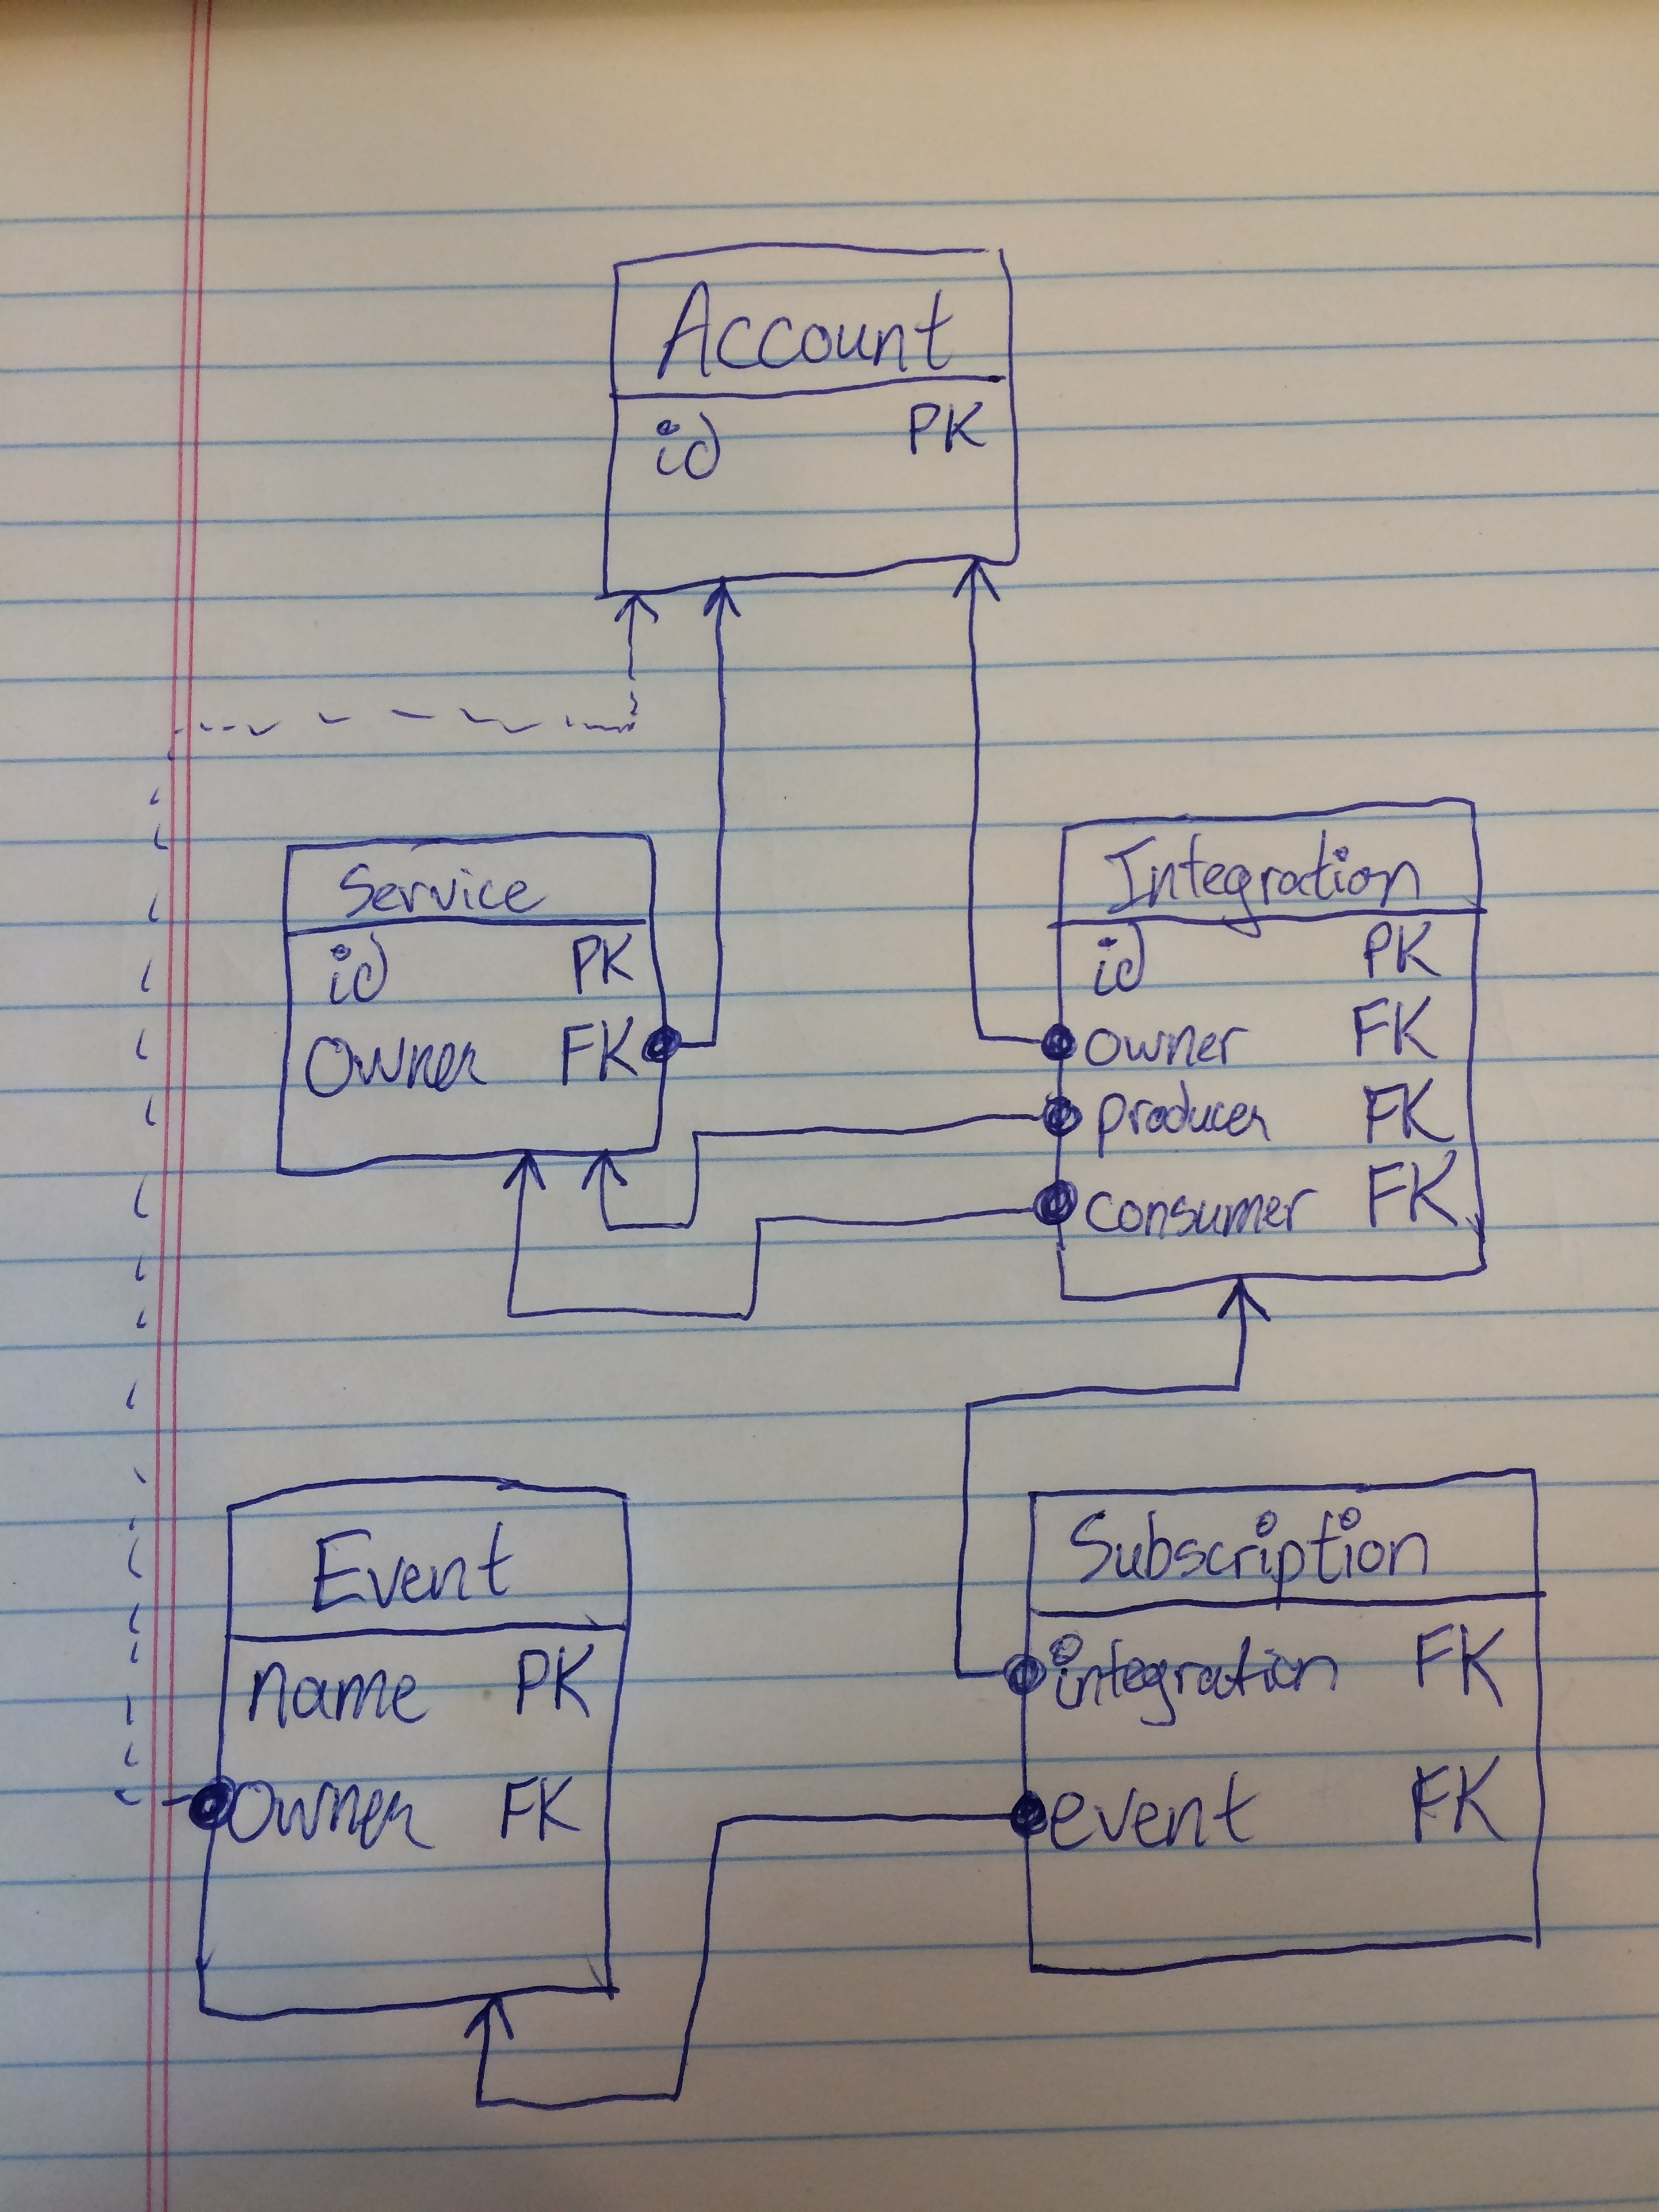 Account
id PK
Service
id PK
Owner FK
Integration
id PK
owner FK
producer FK
consumer FK
Event
name PK
Owner FK
Subscription
integration FK
event FK